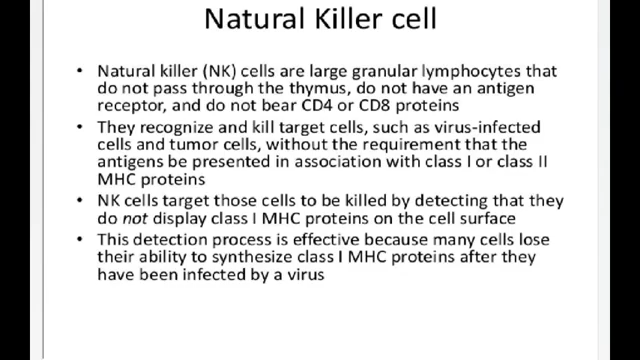 Natural Killer cell
• Natural killer (NK) cells are large granular lymphocytes that
do not pass through the thymus, do not have an antigen
receptor, and do not bear CD4 or CD8 proteins
• They recognize and kill target cells, such as virus-infected
cells and tumor cells, without the requirement that the
antigens be presented in association with class I or class II
MHC proteins
• NK cells target those cells to be killed by detecting that they
do not display class I MHC proteins on the cell surface
• This detection process is effective because many cells lose
their ability to synthesize class I MHC proteins after they
have been infected by a virus